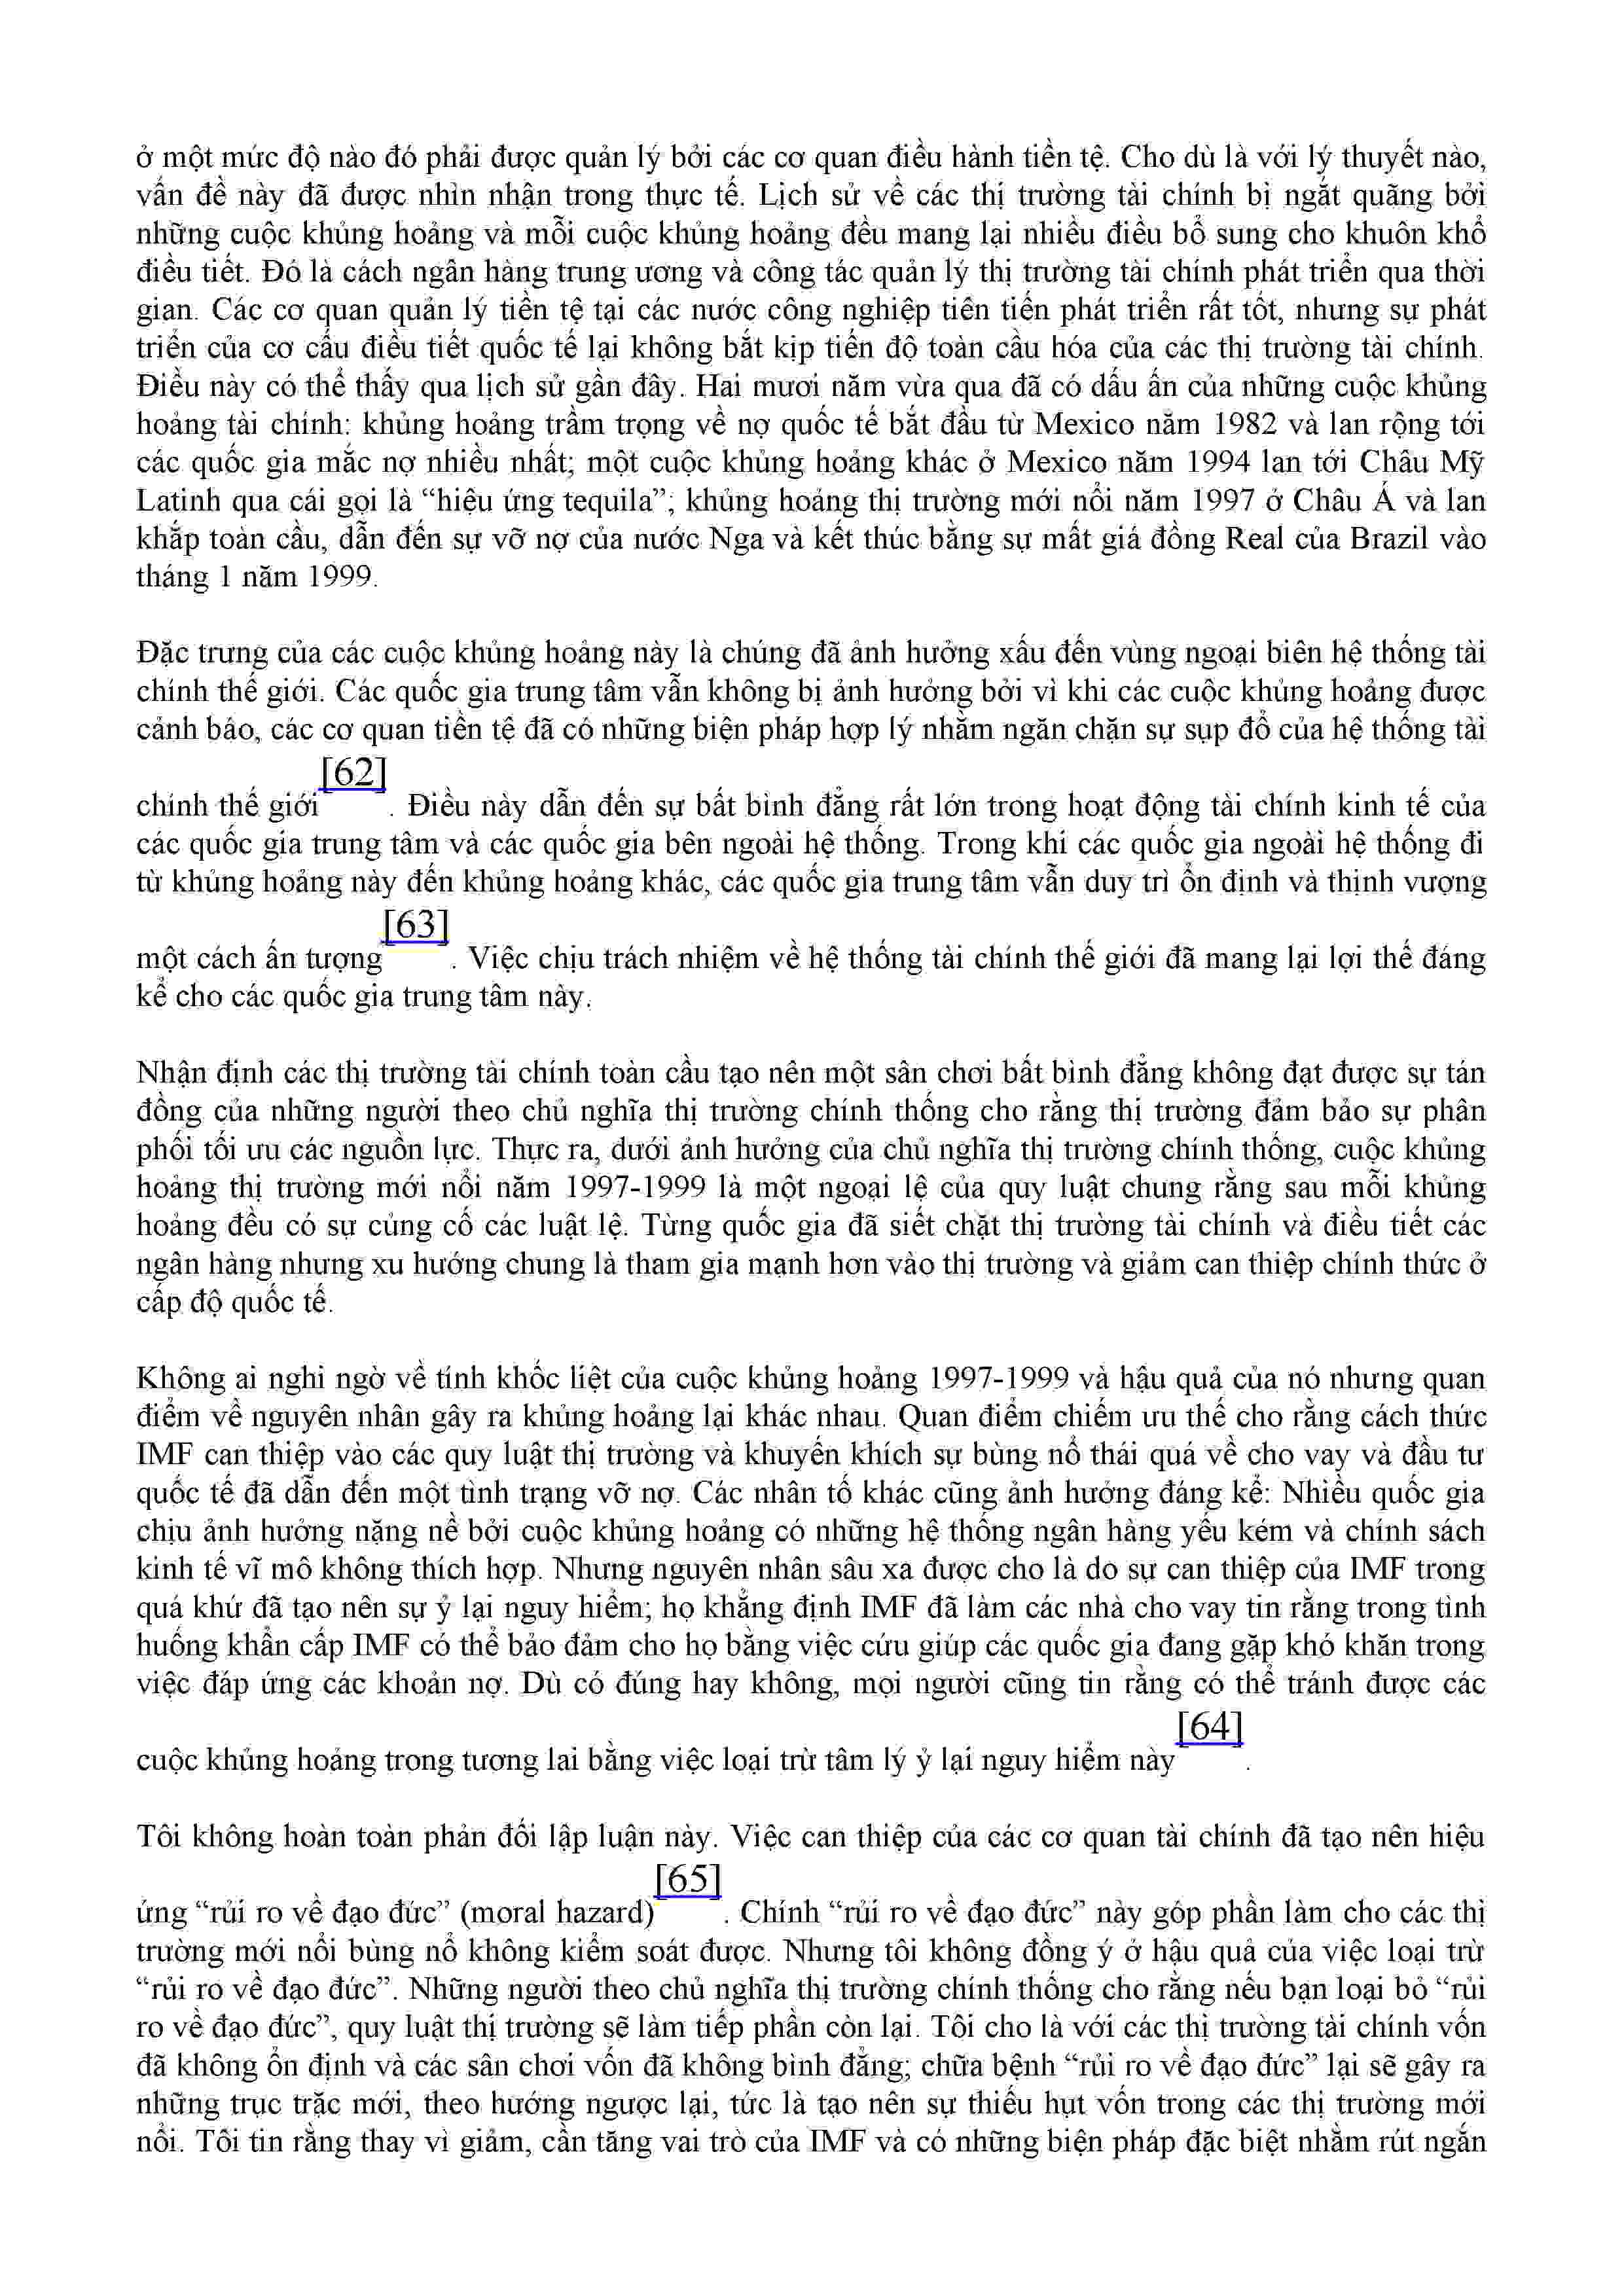 ở một mức độ nào đó phải được quản lý bởi các cơ quan điều hành tiền tệ. Cho dù là với lý thuyết nào,
vấn đề này đã được nhìn nhận trong thực tế. Lịch sử về các thị trường tài chính bị ngắt quãng bởi
những cuộc khủng hoảng và mỗi cuộc khủng hoảng đều mang lại nhiều điều bổ sung cho khuôn khổ
điều tiết. Đó là cách ngân hàng trung ương và công tác quản lý thị trường tài chính phát triển qua thời
gian. Các cơ quan quản lý tiền tệ tại các nước công nghiệp tiên tiến phát triển rất tốt, nhưng sự phát
triển của cơ cấu điều tiết quốc tế lại không bắt kịp tiến độ toàn cầu hóa của các thị trường tài chính.
Điều này có thể thấy qua lịch sử gần đây. Hai mươi năm vừa qua đã có dấu ấn của những cuộc khủng
hoảng tài chính: khủng hoảng trầm trọng về nợ quốc tế bắt đầu từ Mexico năm 1982 và lan rộng tới
các quốc gia mắc nợ nhiều nhất; một cuộc khủng hoảng khác ở Mexico năm 1994 lan tới Châu Mỹ
Latinh qua cái gọi là “hiệu ứng tequila”; khủng hoảng thị trường mới nổi năm 1997 ở Châu Á và lan
khắp toàn cầu, dẫn đến sự vỡ nợ của nước Nga và kết thúc bằng sự mất giá đồng Real của Brazil vào
tháng 1 năm 1999.
Đặc trưng của các cuộc khủng hoảng này là chúng đã ảnh hưởng xấu đến vùng ngoại biên hệ thống tài
chính thế giới. Các quốc gia trung tâm vẫn không bị ảnh hưởng bởi vì khi các cuộc khủng hoảng được
cảnh báo, các cơ quan tiền tệ đã có những biện pháp hợp lý nhằm ngăn chặn sự sụp đổ của hệ thống tài
chính thế giới[62]. Điều này dẫn đến sự bất bình đẳng rất lớn trong hoạt động tài chính kinh tế của
các quốc gia trung tâm và các quốc gia bên ngoài hệ thống. Trong khi các quốc gia ngoài hệ thống đi
từ khủng hoảng này đến khủng hoảng khác, các quốc gia trung tâm vẫn duy trì ổn định và thịnh vượng
một cách ấn tượng[63]. Việc chịu trách nhiệm về hệ thống tài chính thế giới đã mang lại lợi thế đáng
kể cho các quốc gia trung tâm này.
Nhận định các thị trường tài chính toàn cầu tạo nên một sân chơi bất bình đẳng không đạt được sự tán
đồng của những người theo chủ nghĩa thị trường chính thống cho rằng thị trường đảm bảo sự phân
phối tối ưu các nguồn lực. Thực ra, dưới ảnh hưởng của chủ nghĩa thị trường chính thống, cuộc khủng
hoảng thị trường mới nổi năm 1997-1999 là một ngoại lệ của quy luật chung rằng sau mỗi khủng
hoảng đều có sự củng cố các luật lệ. Từng quốc gia đã siết chặt thị trường tài chính và điều tiết các
ngân hàng nhưng xu hướng chung là tham gia mạnh hơn vào thị trường và giảm can thiệp chính thức ở
cấp độ quốc tế.
Không ai nghi ngờ về tính khốc liệt của cuộc khủng hoảng 1997-1999 và hậu quả của nó nhưng quan
điểm về nguyên nhân gây ra khủng hoảng lại khác nhau. Quan điểm chiếm ưu thế cho rằng cách thức
IMF can thiệp vào các quy luật thị trường và khuyến khích sự bùng nổ thái quá về cho vay và đầu tư
quốc tế đã dẫn đến một tình trạng vỡ nợ. Các nhân tố khác cũng ảnh hưởng đáng kể: Nhiều quốc gia
chịu ảnh hưởng nặng nề bởi cuộc khủng hoảng có những hệ thống ngân hàng yếu kém và chính sách
kinh tế vĩ mô không thích hợp. Nhưng nguyên nhân sâu xa được cho là do sự can thiệp của IMF trong
quá khứ đã tạo nên sự ỷ lại nguy hiểm; họ khẳng định IMF đã làm các nhà cho vay tin rằng trong tình
huống khẩn cấp IMF có thể bảo đảm cho họ bằng việc cứu giúp các quốc gia đang gặp khó khăn trong
việc đáp ứng các khoản nợ. Dù có đúng hay không, mọi người cũng tin rằng có thể tránh được các
cuộc khủng hoảng trong tương lai bằng việc loại trừ tâm lý ỷ lại nguy hiểm này[64].
Tôi không hoàn toàn phản đối lập luận này. Việc can thiệp của các cơ quan tài chính đã tạo nên hiệu
ứng “rủi ro về đạo đức” (moral hazard)[65]. Chính “rủi ro về đạo đức” này góp phần làm cho các thị
trường mới nổi bùng nổ không kiểm soát được. Nhưng tôi không đồng ý ở hậu quả của việc loại trừ
“rủi ro về đạo đức”. Những người theo chủ nghĩa thị trường chính thống cho rằng nếu bạn loại bỏ “rủi
ro về đạo đức”, quy luật thị trường sẽ làm tiếp phần còn lại. Tôi cho là với các thị trường tài chính vốn
đã không ổn định và các sân chơi vốn đã không bình đẳng; chữa bệnh “rủi ro về đạo đức” lại sẽ gây ra
những trục trặc mới, theo hướng ngược lại, tức là tạo nên sự thiếu hụt vốn trong các thị trường mới
nổi. Tôi tin rằng thay vì giảm, cần tăng vai trò của IMF và có những biện pháp đặc biệt nhằm rút ngắn